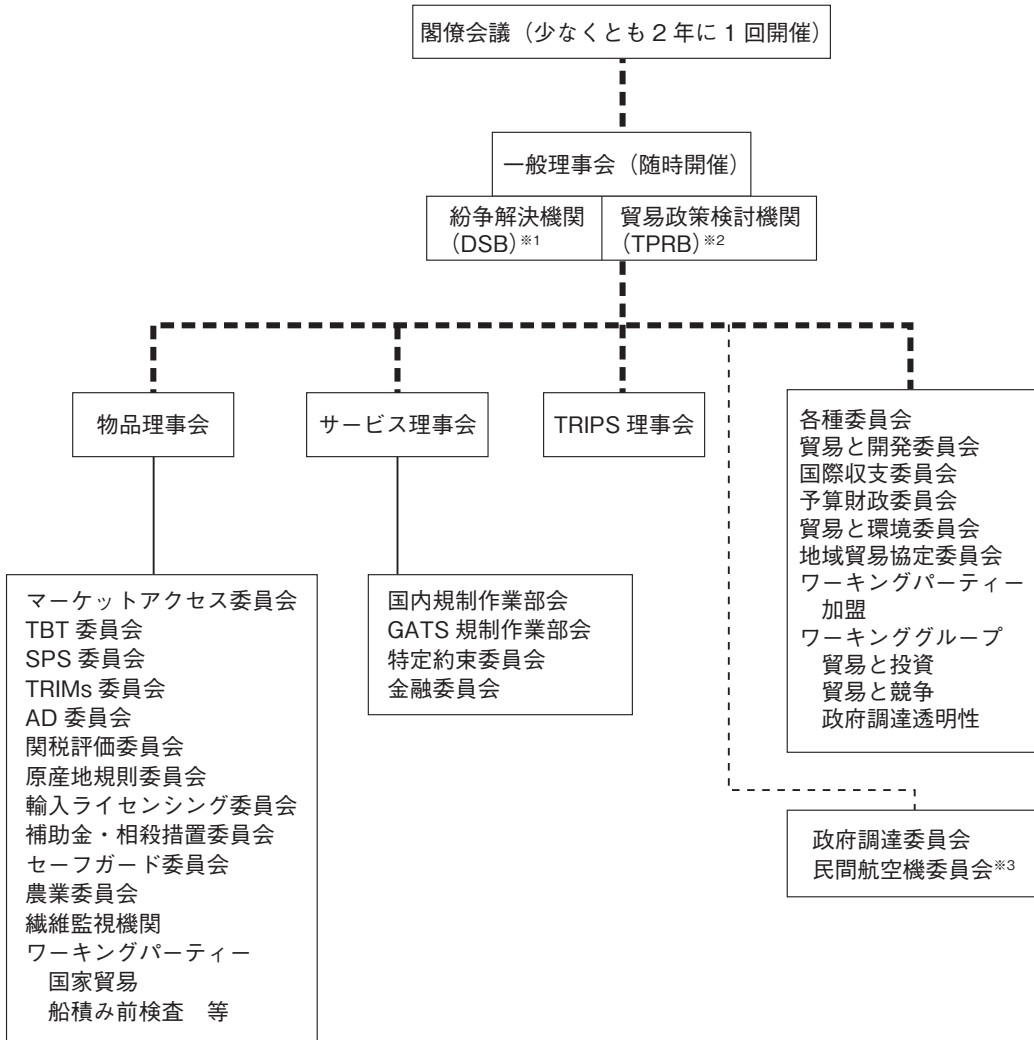 閣僚会議（少なくとも 2 年に 1 回開催）
一般理事会（随時開催）
紛争解決機関
(DSB)※1
貿易政策検討機関
(TPRB)※2
物品理事会
サービス理事会
TRIPS 理事会
各種委員会
貿易と開発委員会
国際収支委員会
予算財政委員会
貿易と環境委員会
地域貿易協定委員会
ワーキングパーティー
加盟
ワーキンググループ
貿易と投資
貿易と競争
政府調達透明性
マーケットアクセス委員会
TBT 委員会
SPS 委員会
TRIMs 委員会
AD 委員会
関税評価委員会
原産地規則委員会
輸入ライセンシング委員会
補助金・相殺措置委員会
セーフガード委員会
農業委員会
繊維監視機関
ワーキングパーティー
国家貿易
船積み前検査　等
国内規制作業部会
GATS 規制作業部会
特定約束委員会
金融委員会
政府調達委員会
民間航空機委員会※3